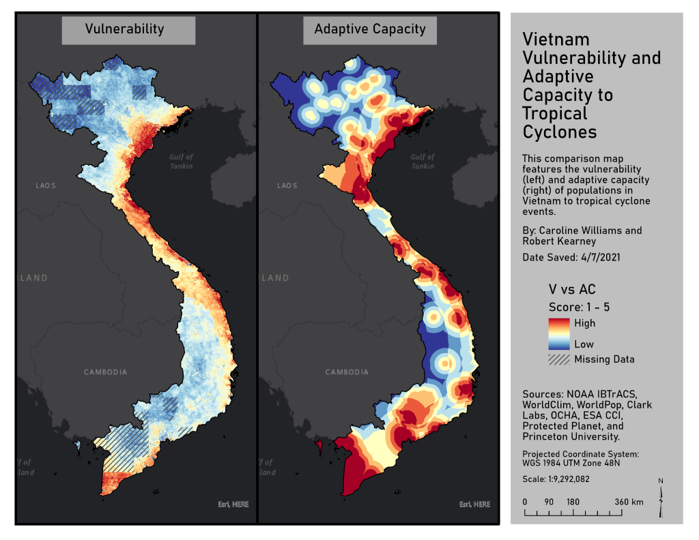 Vulnerability
Adaptive Capacity
Vietnam
Vulnerability and
Adaptive
Capacity to
Tropical
Cyclones
This comparison map
features the vulnerability
(left) and adaptive capacity
(right) of populations in
Vietnam to tropical cyclone
events.
By: Caroline Williams and
Robert Kearney
Date Saved: 4/7/2021
V vs AC
Score: 1 - 5
High
Low
Missing Data
Sources: NOAA IBTrACS,
WorldClim, WorldPop, Clark
Labs, OCHA, ESA CCI,
Protected Planet, and
Princeton University.
Projected Coordinate System:
WGS 1984 UTM Zone 48N
Scale: 1:9,292,082
N
0 90 180 360 km
Gulf of
Tonkin
LAOS
LAND
CAMBODIA
f of
land
Esri, HERE
Gulf of
Tonkin
LAOS
CAMBODIA
lf of
land
Esri, HERE